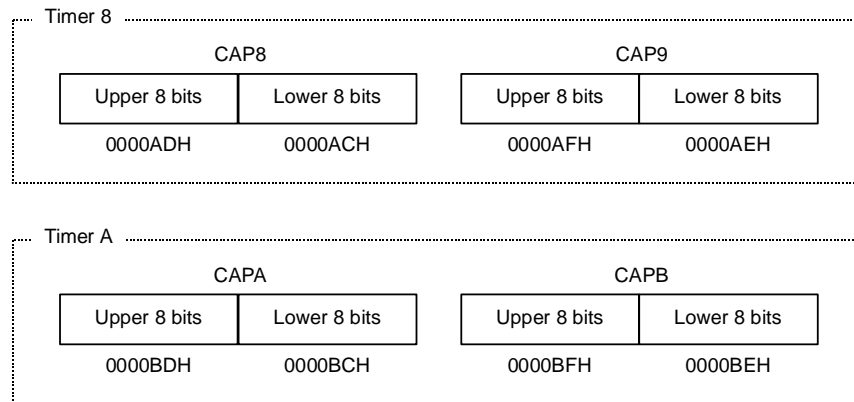 Timer 8
CAP8 CAP9
Upper 8 bits Lower 8 bits Upper 8 bits Lower 8 bits
0000ADH 0000ACH 0000AFH 0000AEH
Timer A
CAPA CAPB
Upper 8 bits Lower 8 bits Upper 8 bits Lower 8 bits
0000BDH 0000BCH 0000BFH 0000BEH